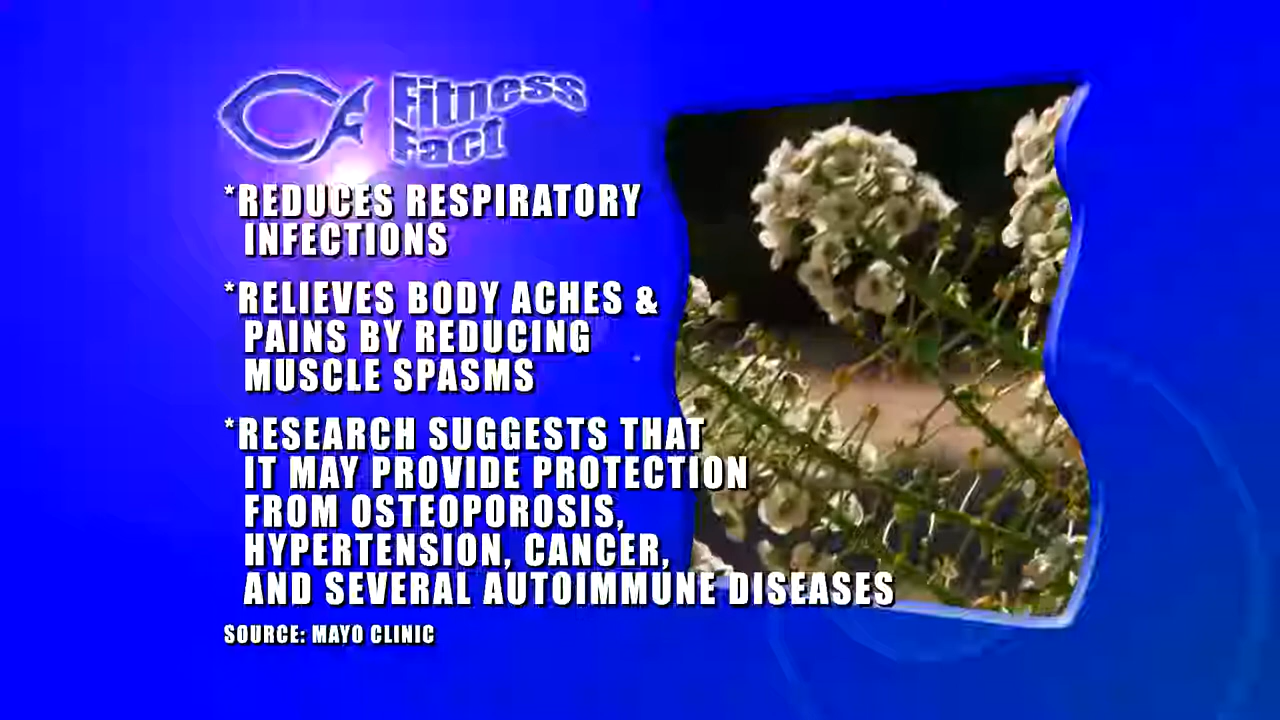 Fitness
Fact
*REDUCES RESPIRATORY
INFECTIONS
*RELIEVES BODY ACHES &
PAINS BY REDUCING
MUSCLE SPASMS
*RESEARCH SUGGESTS THAT
IT MAY PROVIDE PROTECTION
FROM OSTEOPOROSIS,
HYPERTENSION, CANCER,
AND SEVERAL AUTOIMMUNE DISEASES
SOURCE: MAYO CLINIC